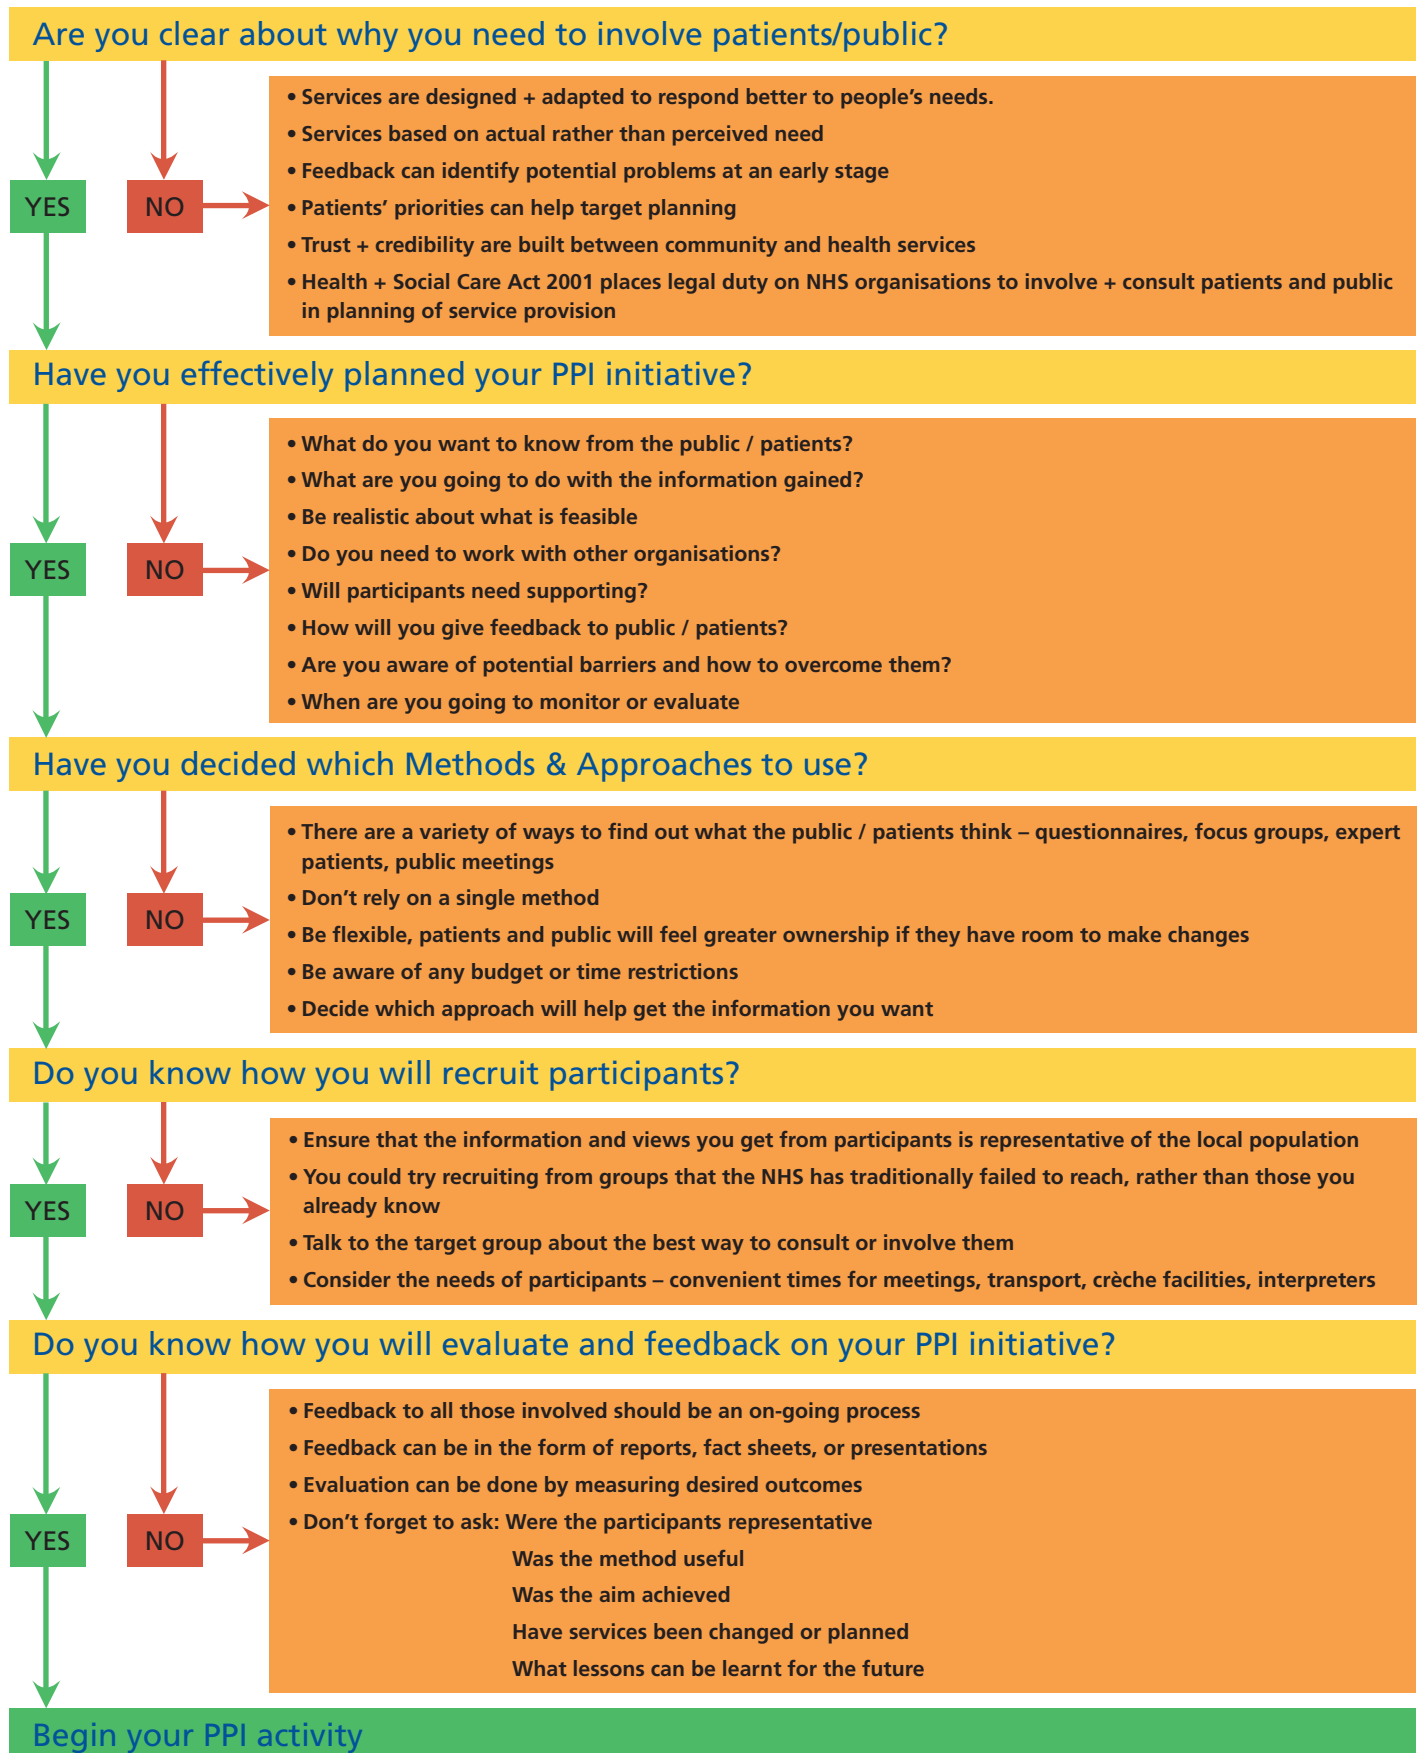 Are you clear about why you need to involve patients/public?
• Services are designed + adapted to respond better to people’s needs.
• Services based on actual rather than perceived need
• Feedback can identify potential problems at an early stage
YES
NO
• Patients’ priorities can help target planning
• Trust + credibility are built between community and health services
• Health + Social Care Act 2001 places legal duty on NHS organisations to involve + consult patients and public
in planning of service provision
Have you effectively planned your PPI initiative?
• What do you want to know from the public / patients?
• What are you going to do with the information gained?
• Be realistic about what is feasible
• Do you need to work with other organisations?
YES
NO
• Will participants need supporting?
• How will you give feedback to public / patients?
• Are you aware of potential barriers and how to overcome them?
• When are you going to monitor or evaluate
Have you decided which Methods & Approaches to use?
• There are a variety of ways to find out what the public / patients think – questionnaires, focus groups, expert
patients, public meetings
• Don’t rely on a single method
YES
NO
• Be flexible, patients and public will feel greater ownership if they have room to make changes
• Be aware of any budget or time restrictions
• Decide which approach will help get the information you want
Do you know how you will recruit participants?
• Ensure that the information and views you get from participants is representative of the local population
• You could try recruiting from groups that the NHS has traditionally failed to reach, rather than those you
already know
YES
NO
• Talk to the target group about the best way to consult or involve them
• Consider the needs of participants – convenient times for meetings, transport, crèche facilities, interpreters
Do you know how you will evaluate and feedback on your PPI initiative?
• Feedback to all those involved should be an on-going process
• Feedback can be in the form of reports, fact sheets, or presentations
• Evaluation can be done by measuring desired outcomes
• Don’t forget to ask: Were the participants representative
YES
NO
Was the method useful
Was the aim achieved
Have services been changed or planned
What lessons can be learnt for the future
Begin your PPI activity